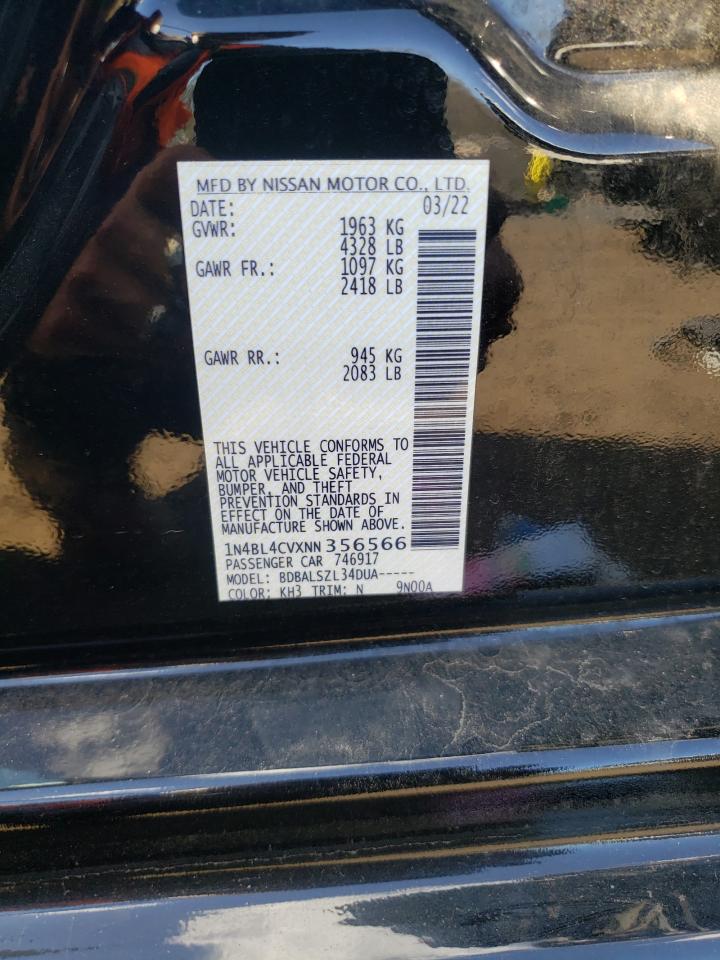 MFD BY NISSAN MOTOR CO., LTD.
DATE: 03/22
GVWR: 1963 KG
4328 LB
GAWR FR.: 1097 KG
2418 LB
GAWR RR.: 945 KG
2083 LB
THIS VEHICLE CONFORMS TO
ALL APPLICABLE FEDERAL
MOTOR VEHICLE SAFETY,
BUMPER, AND THEFT
PREVENTION STANDARDS IN
EFFECT ON THE DATE OF
MANUFACTURE SHOWN ABOVE.
1N4BL4CVXNN 356566
PASSENGER CAR 746917
MODEL: BDBALSZL34DUA-----
COLOR: KH3 TRIM: N 9N00A